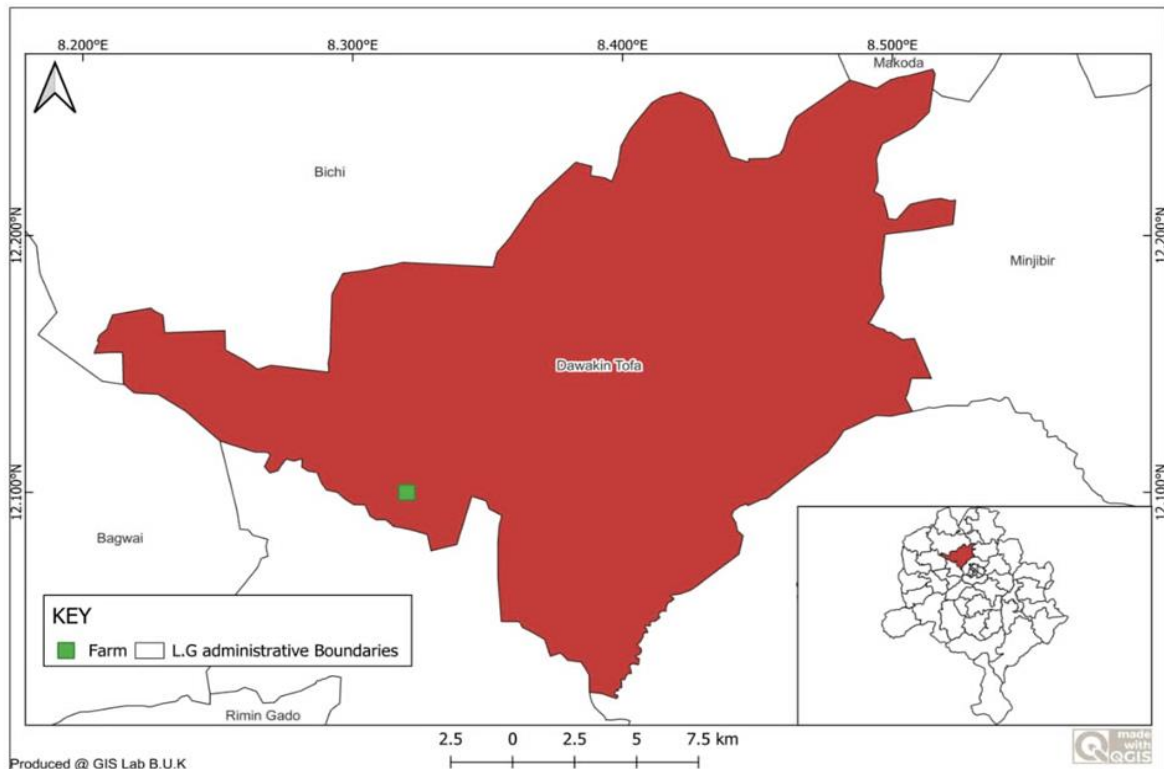 8.200°E 8.300°E 8.400°E 8.500°E
Makoda
Bichi
12.200°N 12.200°N
Minjibir
Dawakin Tofa
12.100°N 12.100°N
Bagwai
KEY
Farm L.G administrative Boundaries
Rimin Gado
2.5 0 2.5 5 7.5 km
Produced @ GIS Lab B.U.K
made
with
QGIS